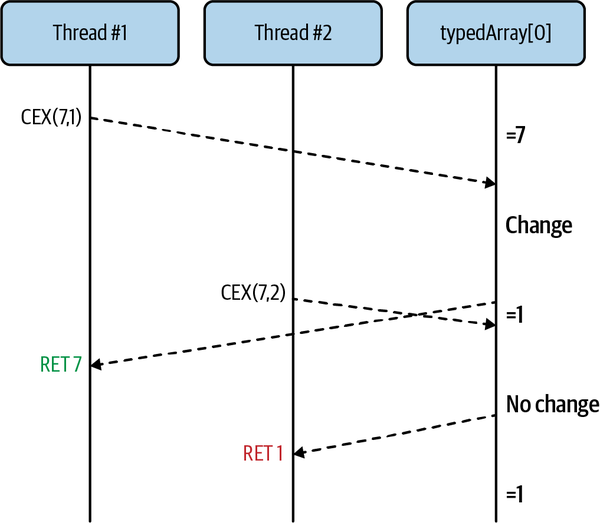 Thread #1
Thread #2
typedArray[0]
CEX(7,1)
=7
Change
CEX(7,2)
=1
RET 7
No change
RET 1
=1